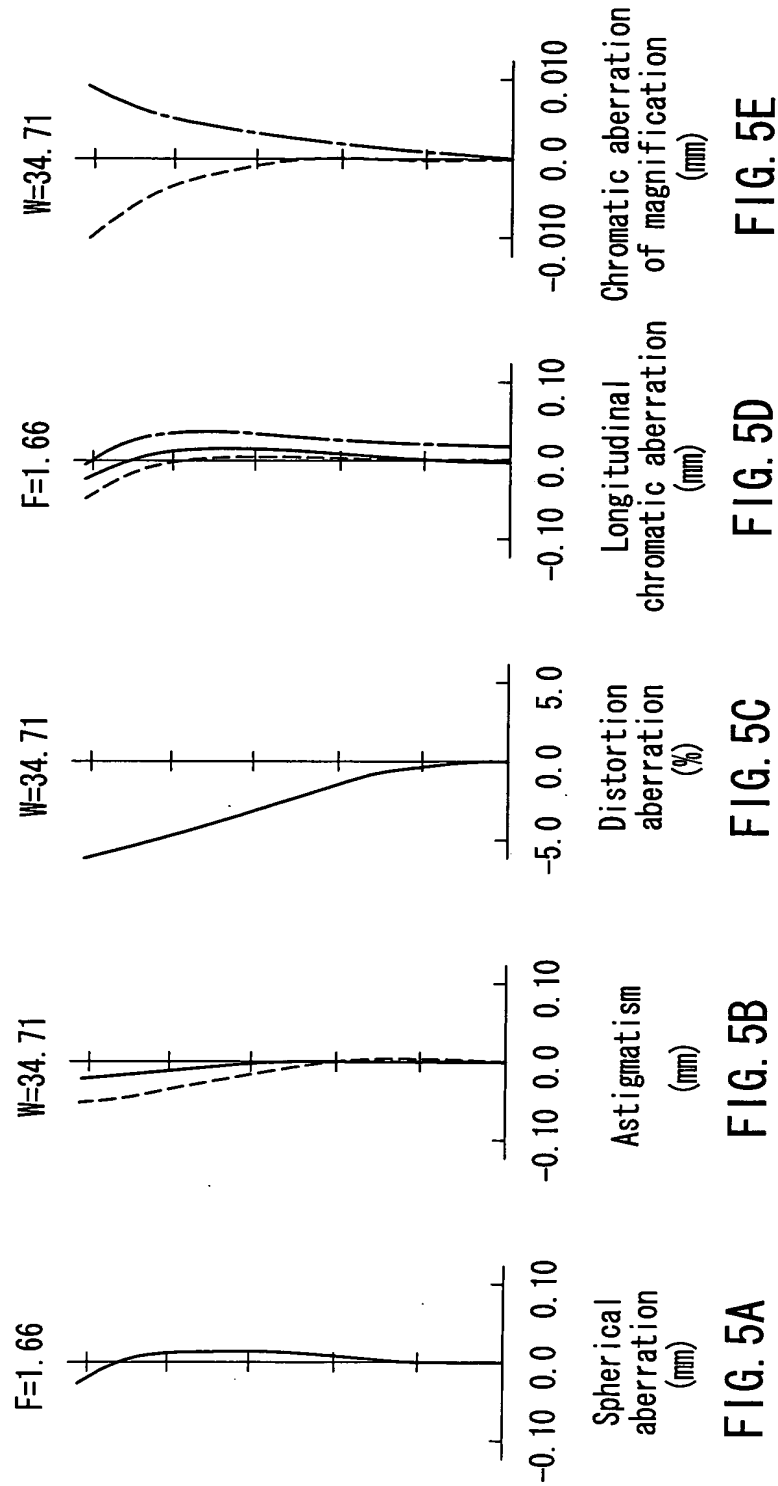 F=1.66
-0.10 0.0 0.10
Spherical
aberration
(mm)
FIG. 5A
W=34.71
-0.10 0.0 0.10
Astigmatism
(mm)
FIG. 5B
W=34.71
-5.0 0.0 5.0
Distortion
aberration
(%)
FIG. 5C
F=1.66
-0.10 0.0 0.10
Longitudinal
chromatic aberration
(mm)
FIG. 5D
W=34.71
-0.010 0.0 0.010
Chromatic aberration
of magnification
(mm)
FIG. 5E